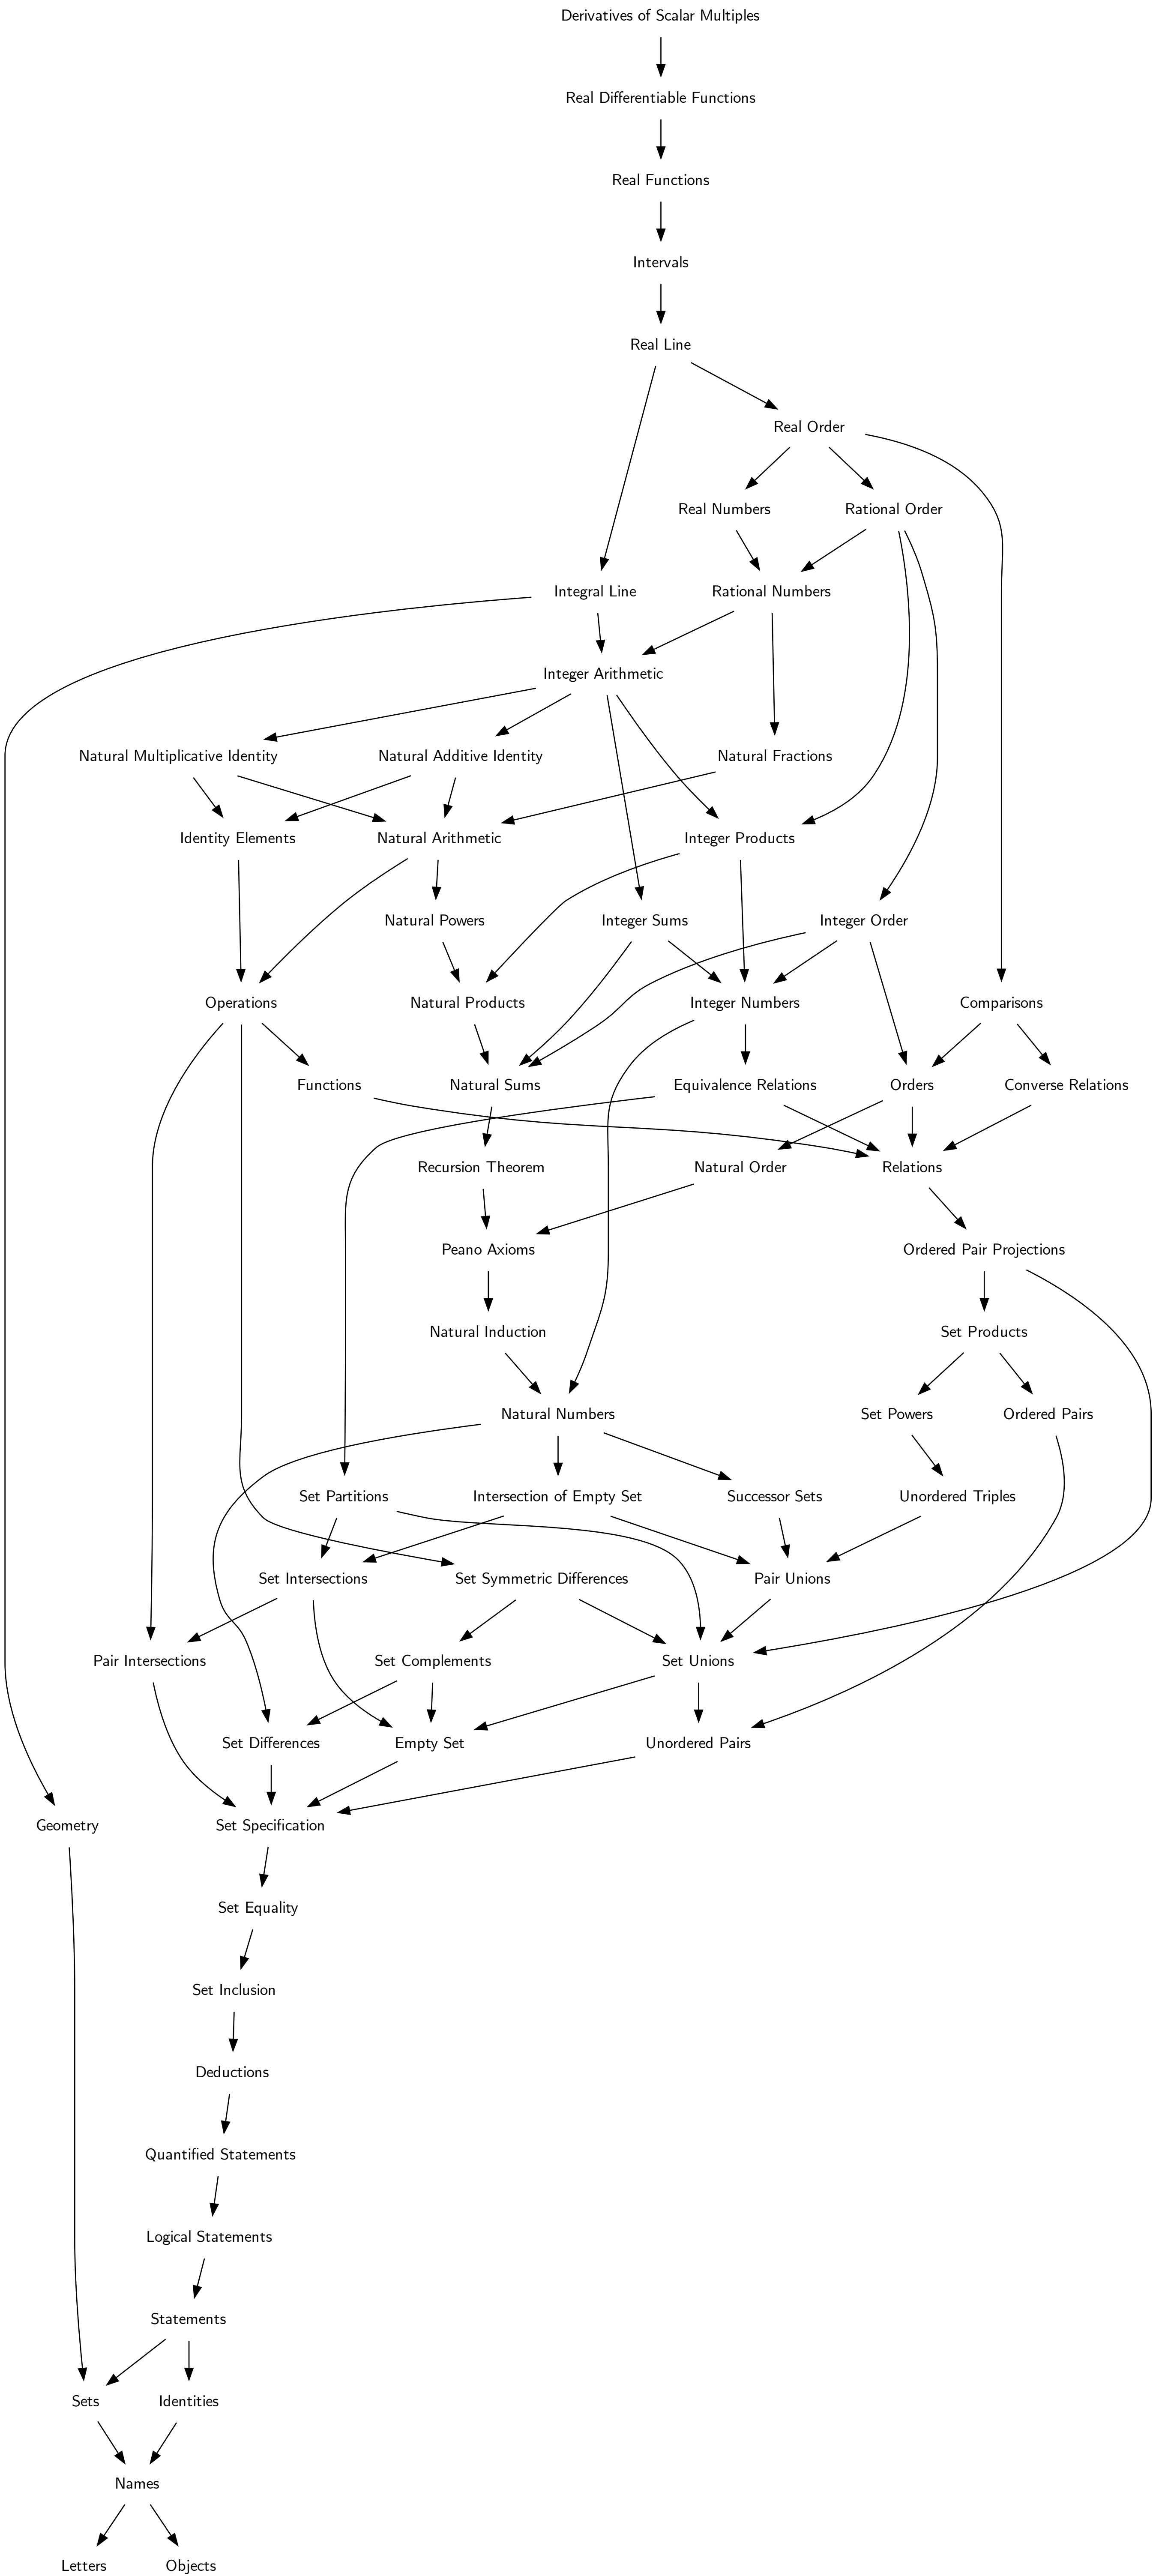 Derivatives of Scalar Multiples
Real Differentiable Functions
Real Functions
Intervals
Real Line
Real Order
Real Numbers
Rational Order
Integral Line
Rational Numbers
Integer Arithmetic
Natural Multiplicative Identity
Natural Additive Identity
Natural Fractions
Identity Elements
Natural Arithmetic
Integer Products
Natural Powers
Integer Sums
Integer Order
Operations
Natural Products
Integer Numbers
Comparisons
Functions
Natural Sums
Equivalence Relations
Orders
Converse Relations
Recursion Theorem
Natural Order
Relations
Peano Axioms
Ordered Pair Projections
Natural Induction
Set Products
Natural Numbers
Set Powers
Ordered Pairs
Set Partitions
Intersection of Empty Set
Successor Sets
Unordered Triples
Set Intersections
Set Symmetric Differences
Pair Unions
Pair Intersections
Set Complements
Set Unions
Set Differences
Empty Set
Unordered Pairs
Geometry
Set Specification
Set Equality
Set Inclusion
Deductions
Quantified Statements
Logical Statements
Statements
Sets
Identities
Names
Letters
Objects